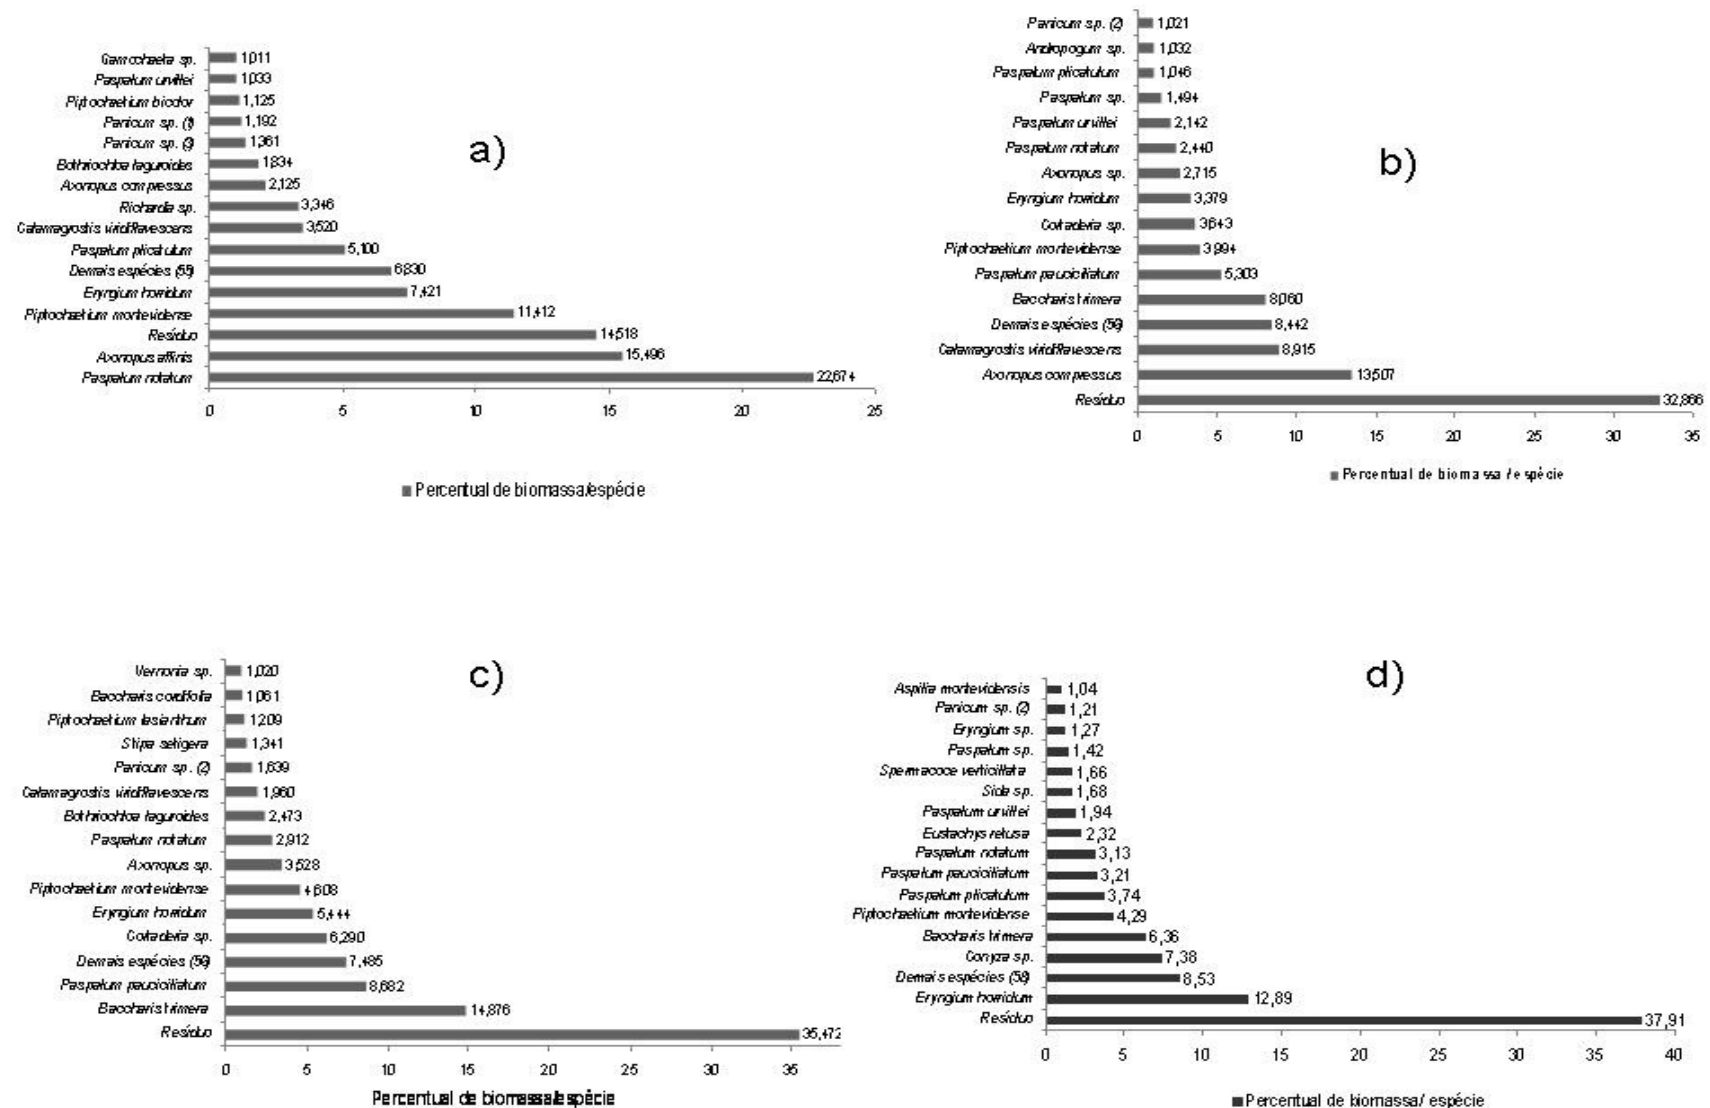 a)
Gamochaeta sp. 1,011
Paspalum urvillei 1,033
Piptochaetium bicolor 1,125
Panicum sp. (1) 1,192
Panicum sp. (3) 1,361
Bothriochloa laguroides 1,834
Axonopus compressus 2,125
Richardia sp. 3,346
Calamagrostis viridiflavescens 3,520
Paspalum plicatulum 5,100
Demais espécies (55) 6,830
Eryngium horridum 7,421
Piptochaetium montevidense 11,412
Resíduo 14,518
Axonopus affinis 15,496
Paspalum notatum 22,674
0 5 10 15 20 25
Percentual de biomassa/espécie
b)
Panicum sp. (2) 1,021
Andropogum sp. 1,032
Paspalum plicatulum 1,046
Paspalum sp. 1,494
Paspalum urvillei 2,142
Paspalum notatum 2,440
Axonopus sp. 2,715
Eryngium horridum 3,379
Cortaderia sp. 3,643
Piptochaetium montevidense 3,994
Paspalum pauciciliatum 5,303
Baccharis trimera 8,060
Demais espécies (56) 8,442
Calamagrostis viridiflavescens 8,915
Axonopus compressus 13,507
Resíduo 32,866
0 5 10 15 20 25 30 35
Percentual de biomassa / espécie
c)
Vernonia sp. 1,020
Baccharis coridifolia 1,061
Piptochaetium lasianthum 1,209
Stipa setigera 1,341
Panicum sp. (2) 1,639
Calamagrostis viridiflavescens 1,960
Bothriochloa laguroides 2,473
Paspalum notatum 2,912
Axonopus sp. 3,528
Piptochaetium montevidense 4,608
Eryngium horridum 5,444
Cortaderia sp. 6,290
Demais espécies (56) 7,485
Paspalum pauciciliatum 8,682
Baccharis trimera 14,876
Resíduo 35,472
0 5 10 15 20 25 30 35
Percentual de biomassa/espécie
d)
Aspilia montevidensis 1,04
Panicum sp. (2) 1,21
Eryngium sp. 1,27
Paspalum sp. 1,42
Spermacoce verticillata 1,66
Sida sp. 1,68
Paspalum urvillei 1,94
Eustachys retusa 2,32
Paspalum notatum 3,13
Paspalum pauciciliatum 3,21
Paspalum plicatulum 3,74
Piptochaetium montevidense 4,29
Baccharis trimera 6,36
Conyza sp. 7,38
Demais espécies (58) 8,53
Eryngium horridum 12,89
Resíduo 37,91
0 5 10 15 20 25 30 35 40
Percentual de biomassa/ espécie